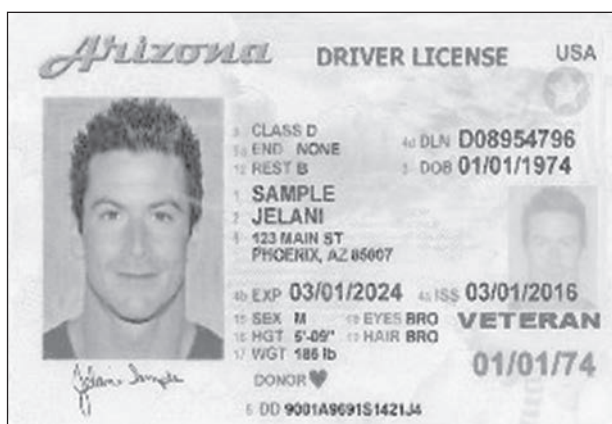 Arizona DRIVER LICENSE USA
9 CLASS D
9a END NONE
12 REST B
4d DLN D08954796
3 DOB 01/01/1974
1 SAMPLE
2 JELANI
8 123 MAIN ST
PHOENIX, AZ 85007
4b EXP 03/01/2024 4a ISS 03/01/2016
15 SEX M 18 EYES BRO VETERAN
16 HGT 5'-09" 19 HAIR BRO
17 WGT 185 lb 01/01/74
DONOR
Jelani Sample
5 DD 9001A9691S1421J4